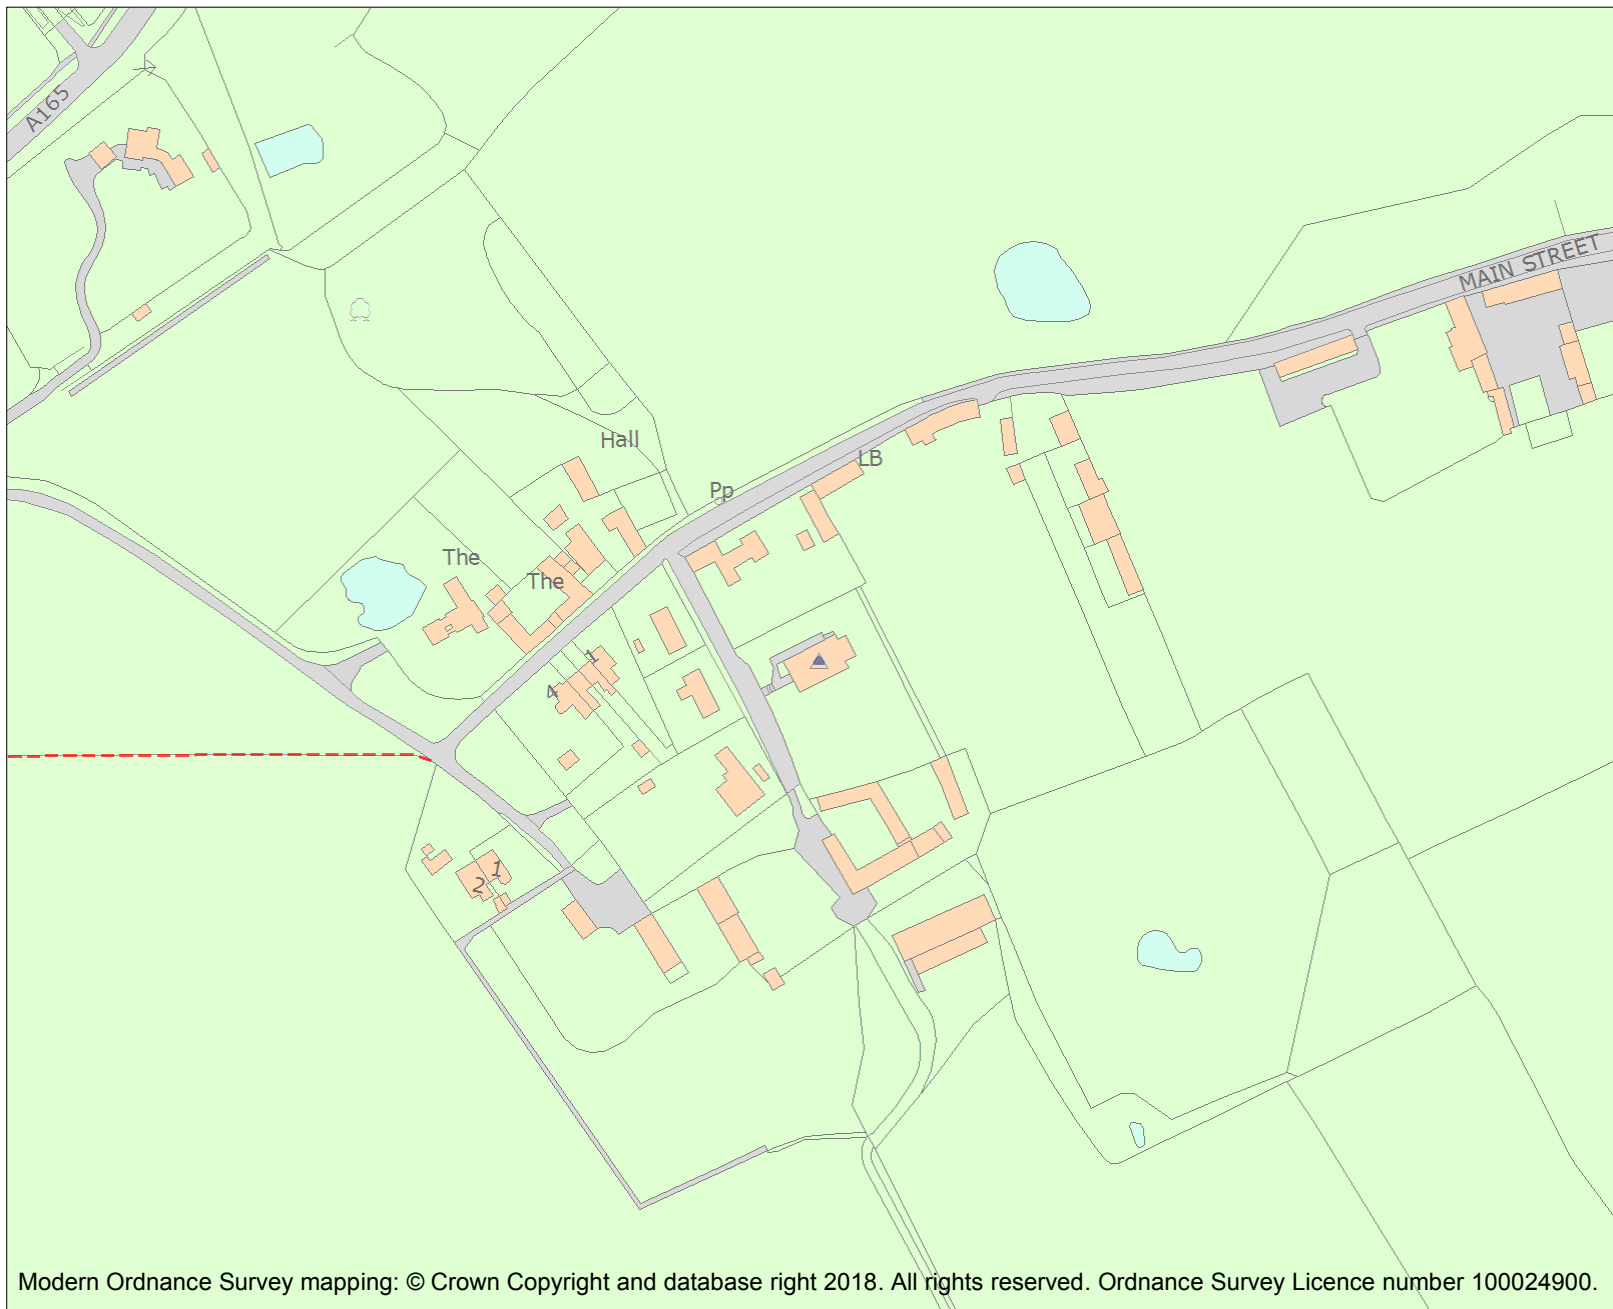 A165
MAIN STREET
Hall
LB
Pp
The
The
1
4
1
2
Modern Ordnance Survey mapping: © Crown Copyright and database right 2018. All rights reserved. Ordnance Survey Licence number 100024900.